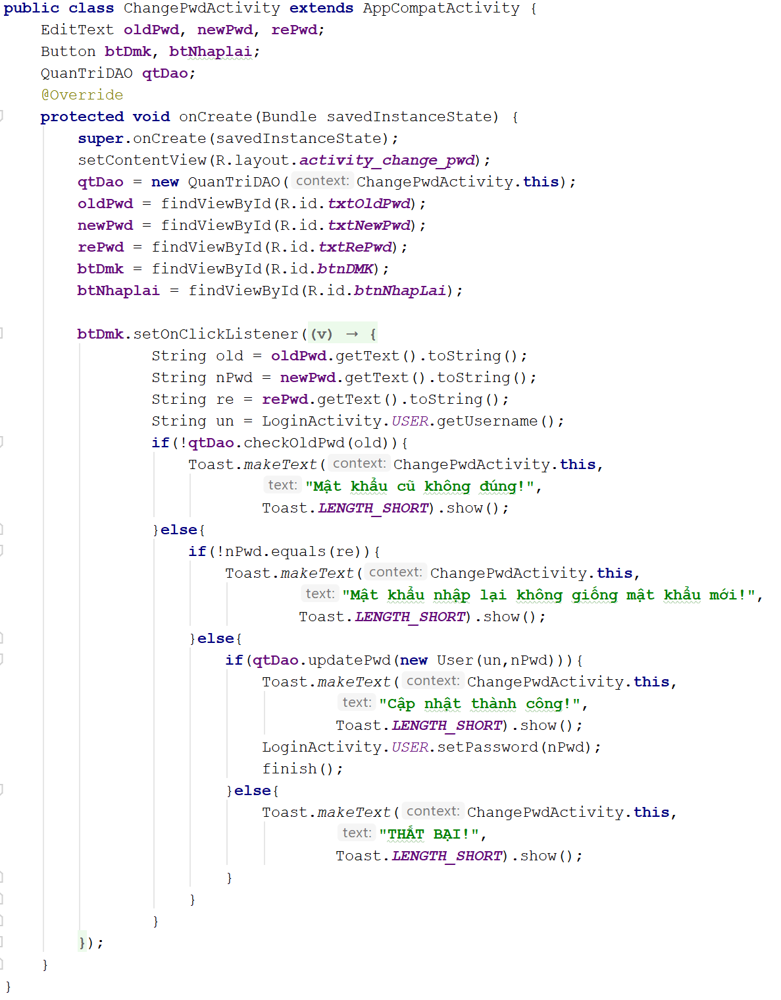 public class ChangePwdActivity extends AppCompatActivity {
    EditText oldPwd, newPwd, rePwd;
    Button btDmk, btNhaplai;
    QuanTriDAO qtDao;
    @Override
    protected void onCreate(Bundle savedInstanceState) {
        super.onCreate(savedInstanceState);
        setContentView(R.layout.activity_change_pwd);
        qtDao = new QuanTriDAO( context: ChangePwdActivity.this);
        oldPwd = findViewById(R.id.txtOldPwd);
        newPwd = findViewById(R.id.txtNewPwd);
        rePwd = findViewById(R.id.txtRePwd);
        btDmk = findViewById(R.id.btnDMK);
        btNhaplai = findViewById(R.id.btnNhapLai);

        btDmk.setOnClickListener((v) → {
                String old = oldPwd.getText().toString();
                String nPwd = newPwd.getText().toString();
                String re = rePwd.getText().toString();
                String un = LoginActivity.USER.getUsername();
                if(!qtDao.checkOldPwd(old)){
                    Toast.makeText( context: ChangePwdActivity.this,
                            text: "Mật khẩu cũ không đúng!",
                            Toast.LENGTH_SHORT).show();
                }else{
                    if(!nPwd.equals(re)){
                        Toast.makeText( context: ChangePwdActivity.this,
                                text: "Mật khẩu nhập lại không giống mật khẩu mới!",
                                Toast.LENGTH_SHORT).show();
                    }else{
                        if(qtDao.updatePwd(new User(un,nPwd))){
                            Toast.makeText( context: ChangePwdActivity.this,
                                    text: "Cập nhật thành công!",
                                    Toast.LENGTH_SHORT).show();
                            LoginActivity.USER.setPassword(nPwd);
                            finish();
                        }else{
                            Toast.makeText( context: ChangePwdActivity.this,
                                    text: "THẤT BẠI!",
                                    Toast.LENGTH_SHORT).show();
                        }
                    }
                }
        });
    }
}